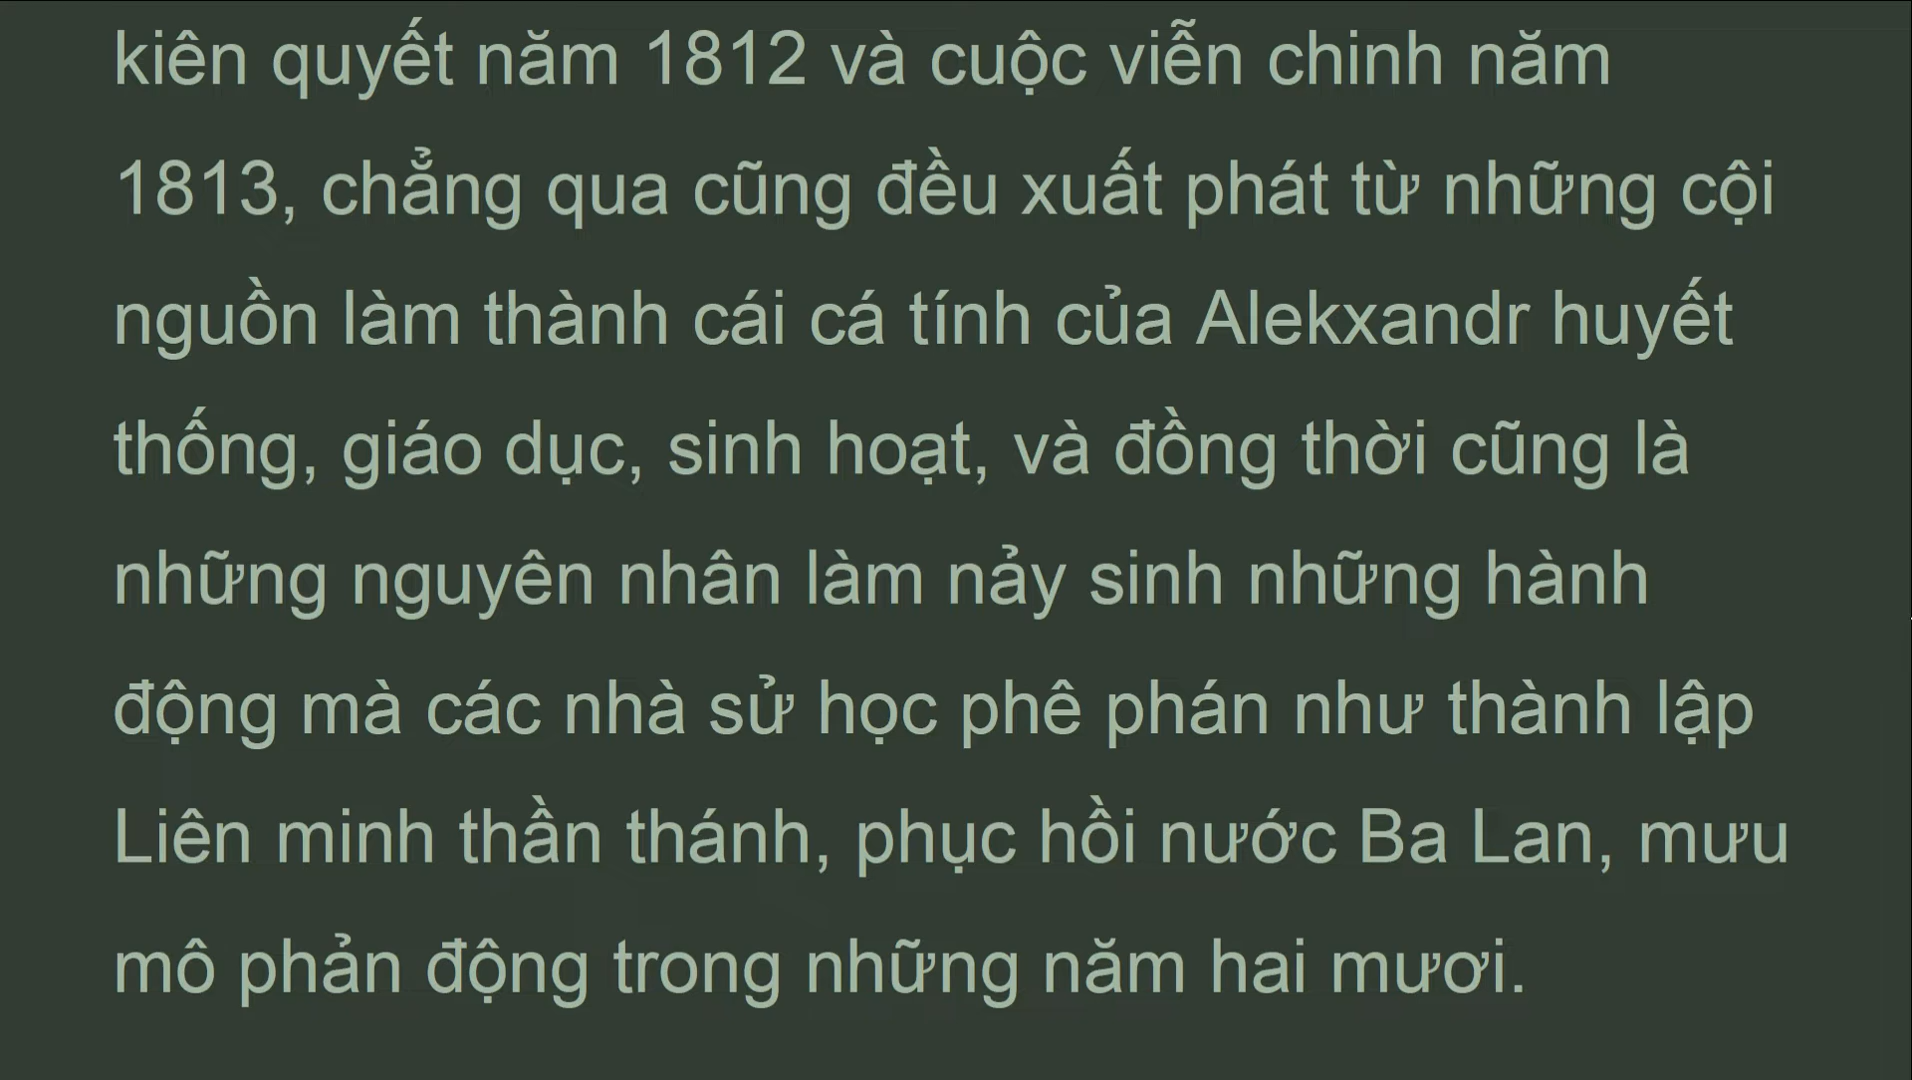 kiên quyết năm 1812 và cuộc viễn chinh năm
1813, chẳng qua cũng đều xuất phát từ những cội
nguồn làm thành cái cá tính của Alekxandr huyết
thống, giáo dục, sinh hoạt, và đồng thời cũng là
những nguyên nhân làm nảy sinh những hành
động mà các nhà sử học phê phán như thành lập
Liên minh thần thánh, phục hồi nước Ba Lan, mưu
mô phản động trong những năm hai mươi.